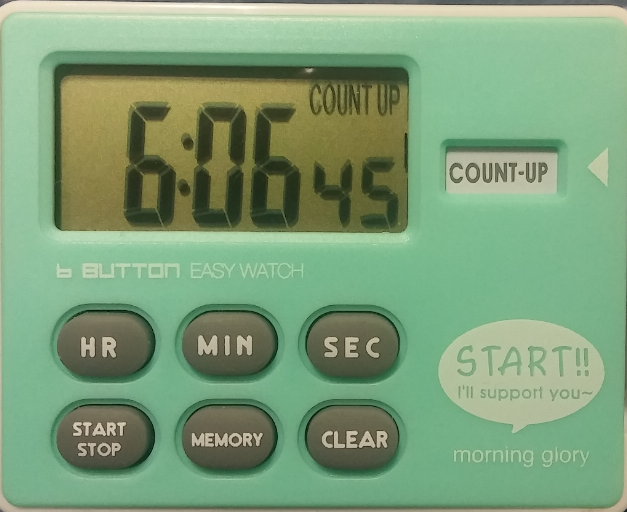 COUNT UP
6:06 45
COUNT-UP
6 BUTTON EASY WATCH
HR MIN SEC
START!!
I'll support you~
START
STOP
MEMORY
CLEAR
morning glory